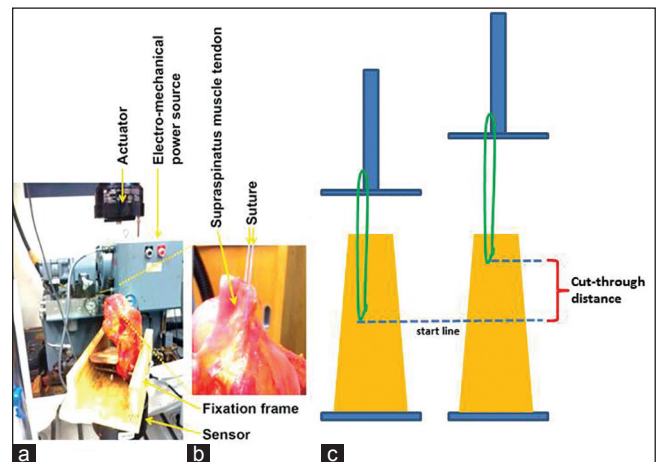 Actuator
Electro-mechanical
power source
Supraspinatus muscle tendon
Suture
Fixation frame
Sensor
a
b
start line
Cut-through
distance
c